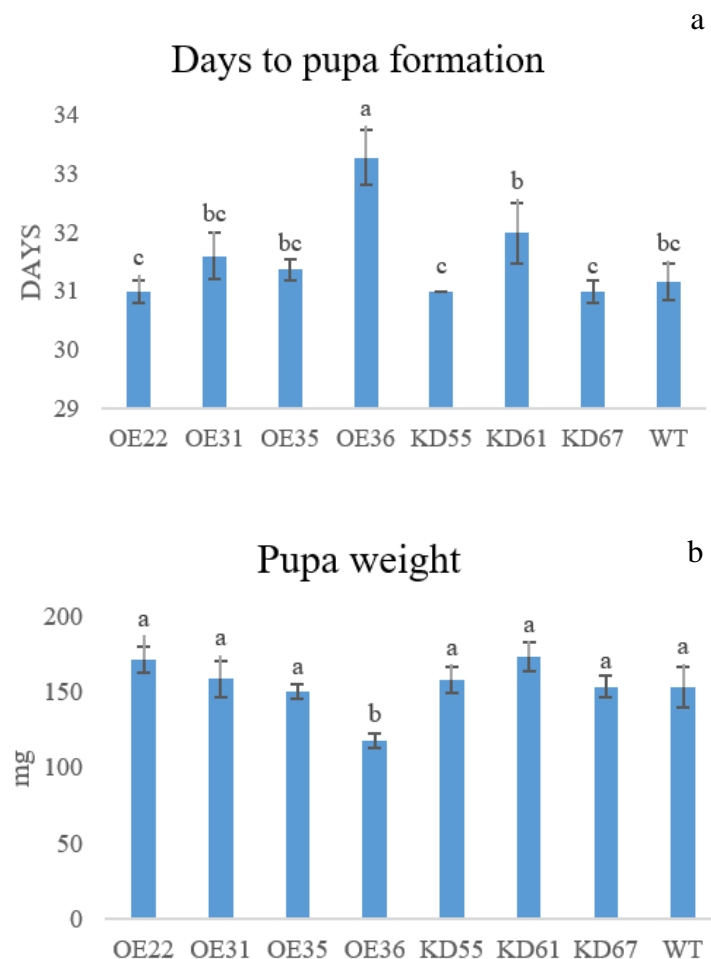 a
Days to pupa formation
34
33
32
31
30
29
DAYS
c
bc
bc
a
c
b
c
bc
OE22 OE31 OE35 OE36 KD55 KD61 KD67 WT
b
Pupa weight
200
150
100
50
0
mg
a
a
a
b
a
a
a
a
OE22 OE31 OE35 OE36 KD55 KD61 KD67 WT